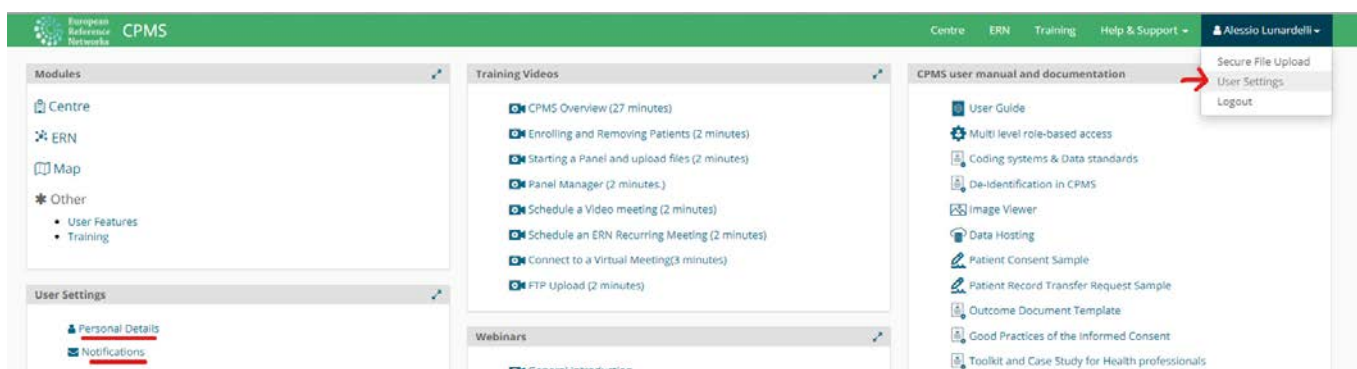 European
Reference
Networks
CPMS
Centre
ERN
Training
Help & Support
Alessio Lunardelli
Secure File Upload
User Settings
Logout
Modules
Centre
ERN
Map
Other
User Features
Training
User Settings
Personal Details
Notifications
Training Videos
CPMS Overview (27 minutes)
Enrolling and Removing Patients (2 minutes)
Starting a Panel and upload files (2 minutes)
Panel Manager (2 minutes.)
Schedule a Video meeting (2 minutes)
Schedule an ERN Recurring Meeting (2 minutes)
Connect to a Virtual Meeting(3 minutes)
FTP Upload (2 minutes)
Webinars
General Introduction
CPMS user manual and documentation
User Guide
Multi level role-based access
Coding systems & Data standards
De-Identification in CPMS
Image Viewer
Data Hosting
Patient Consent Sample
Patient Record Transfer Request Sample
Outcome Document Template
Good Practices of the Informed Consent
Toolkit and Case Study for Health professionals